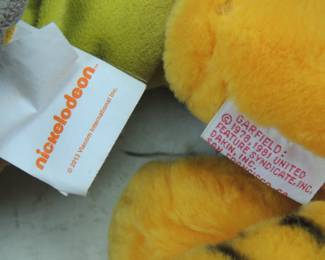 nickelodeon
© 2013 Viacom International Inc.
GARFIELD:
© 1978, 1981 UNITED
FEATURE SYNDICATE, INC.
DAKIN, INC.